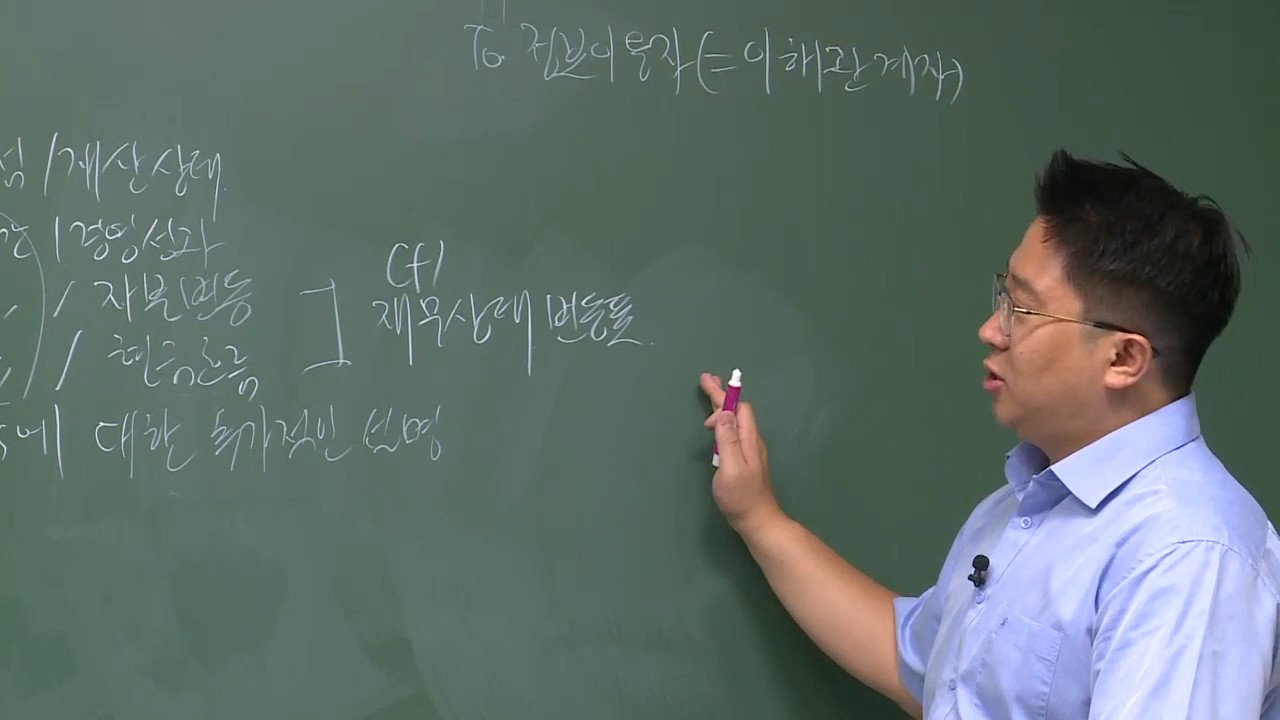 To 정보이용자(=이해관계자)
/재산상태.
/경영성과
Cf)
/자본변동
재무상태 변동표.
/현금흐름
에 대한 추가적인 설명